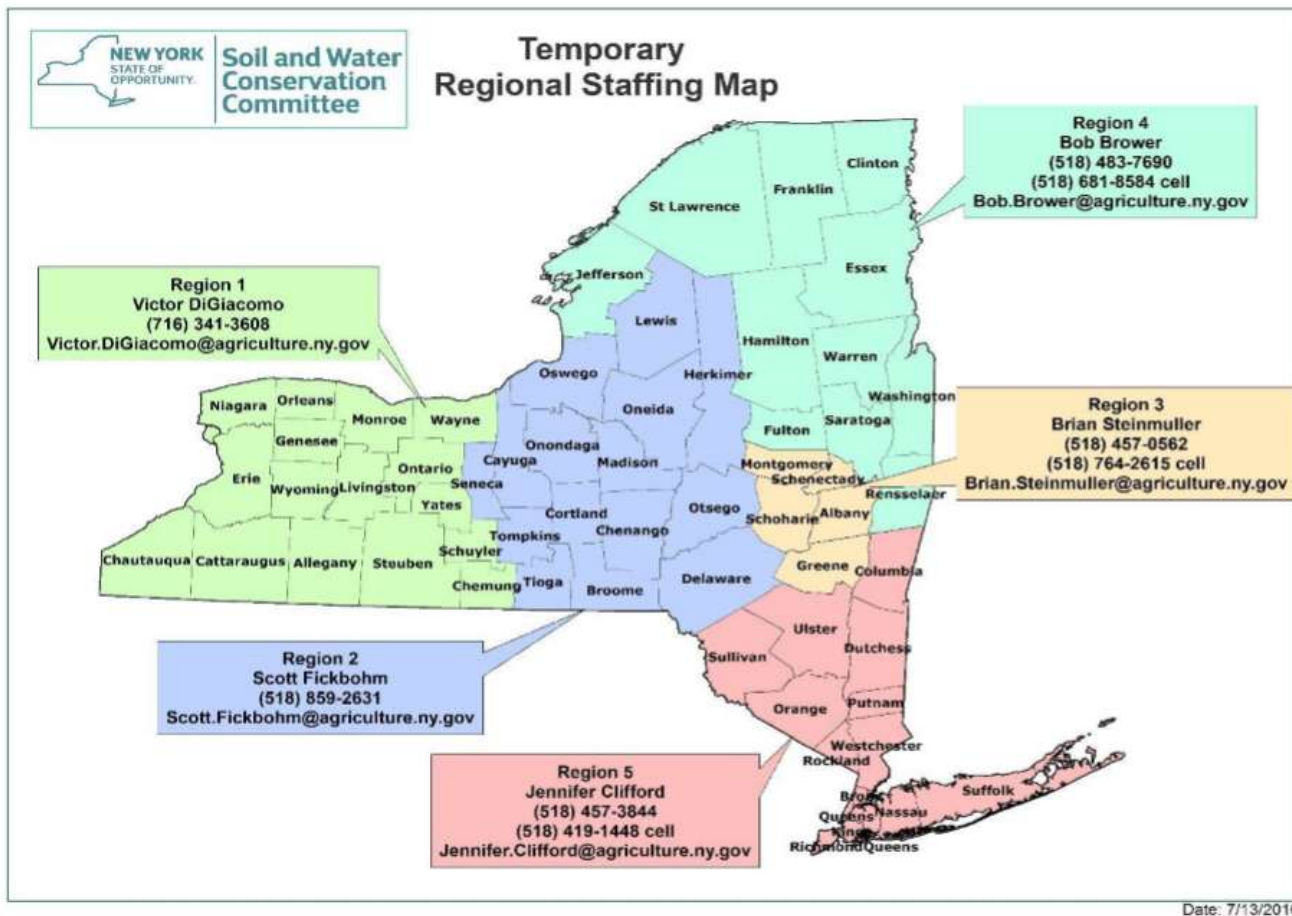 NEW YORK
STATE OF
OPPORTUNITY.
Soil and Water
Conservation
Committee
Temporary
Regional Staffing Map
Region 4
Bob Brower
(518) 483-7690
(518) 681-8584 cell
Bob.Brower@agriculture.ny.gov
Region 1
Victor DiGiacomo
(716) 341-3608
Victor.DiGiacomo@agriculture.ny.gov
Region 3
Brian Steinmuller
(518) 457-0562
(518) 764-2615 cell
Brian.Steinmuller@agriculture.ny.gov
Region 2
Scott Fickbohm
(518) 859-2631
Scott.Fickbohm@agriculture.ny.gov
Region 5
Jennifer Clifford
(518) 457-3844
(518) 419-1448 cell
Jennifer.Clifford@agriculture.ny.gov
Clinton
Franklin
St Lawrence
Essex
Jefferson
Lewis
Hamilton
Warren
Herkimer
Washington
Oswego
Oneida
Saratoga
Fulton
Niagara
Orleans
Monroe
Wayne
Genesee
Onondaga
Madison
Cayuga
Montgomery
Schenectady
Erie
Wyoming
Livingston
Ontario
Seneca
Yates
Rensselaer
Otsego
Schoharie
Albany
Cortland
Chenango
Tompkins
Schuyler
Chautauqua
Cattaraugus
Allegany
Steuben
Chemung
Tioga
Broome
Delaware
Greene
Columbia
Ulster
Dutchess
Sullivan
Orange
Putnam
Westchester
Rockland
Suffolk
Nassau
Queens
Richmond
Queens
Date: 7/13/2016